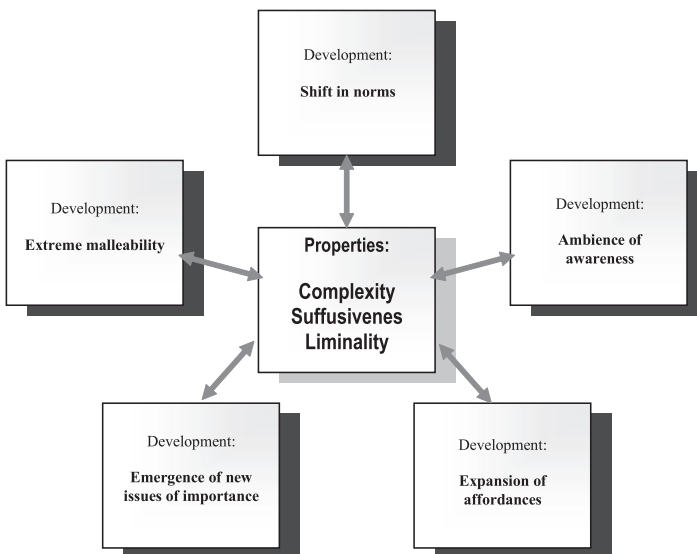 Development:
Shift in norms
Development:
Extreme malleability
Development:
Ambience of
awareness
Properties:
Complexity
Suffusivenes
Liminality
Development:
Emergence of new
issues of importance
Development:
Expansion of
affordances